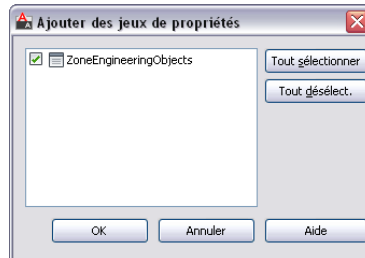 Ajouter des jeux de propriétés
ZoneEngineeringObjects
Tout sélectionner
Tout désélect.
OK
Annuler
Aide